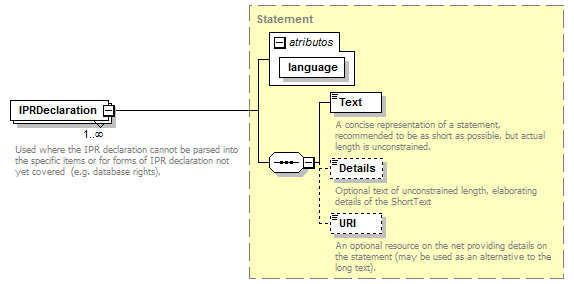 Statement
atributos
language
IPRDeclaration
1..∞
Used where the IPR declaration cannot be parsed into
the specific items or for forms of IPR declaration not
yet covered (e.g. database rights),
Text
A concise representation of a statement,
recommended to be as short as possible, but actual
length is unconstrained.
Details
Optional text of unconstrained length, elaborating
details of the ShortText
URI
An optional resource on the net providing details on
the statement (may be used as an alternative to the
long text).